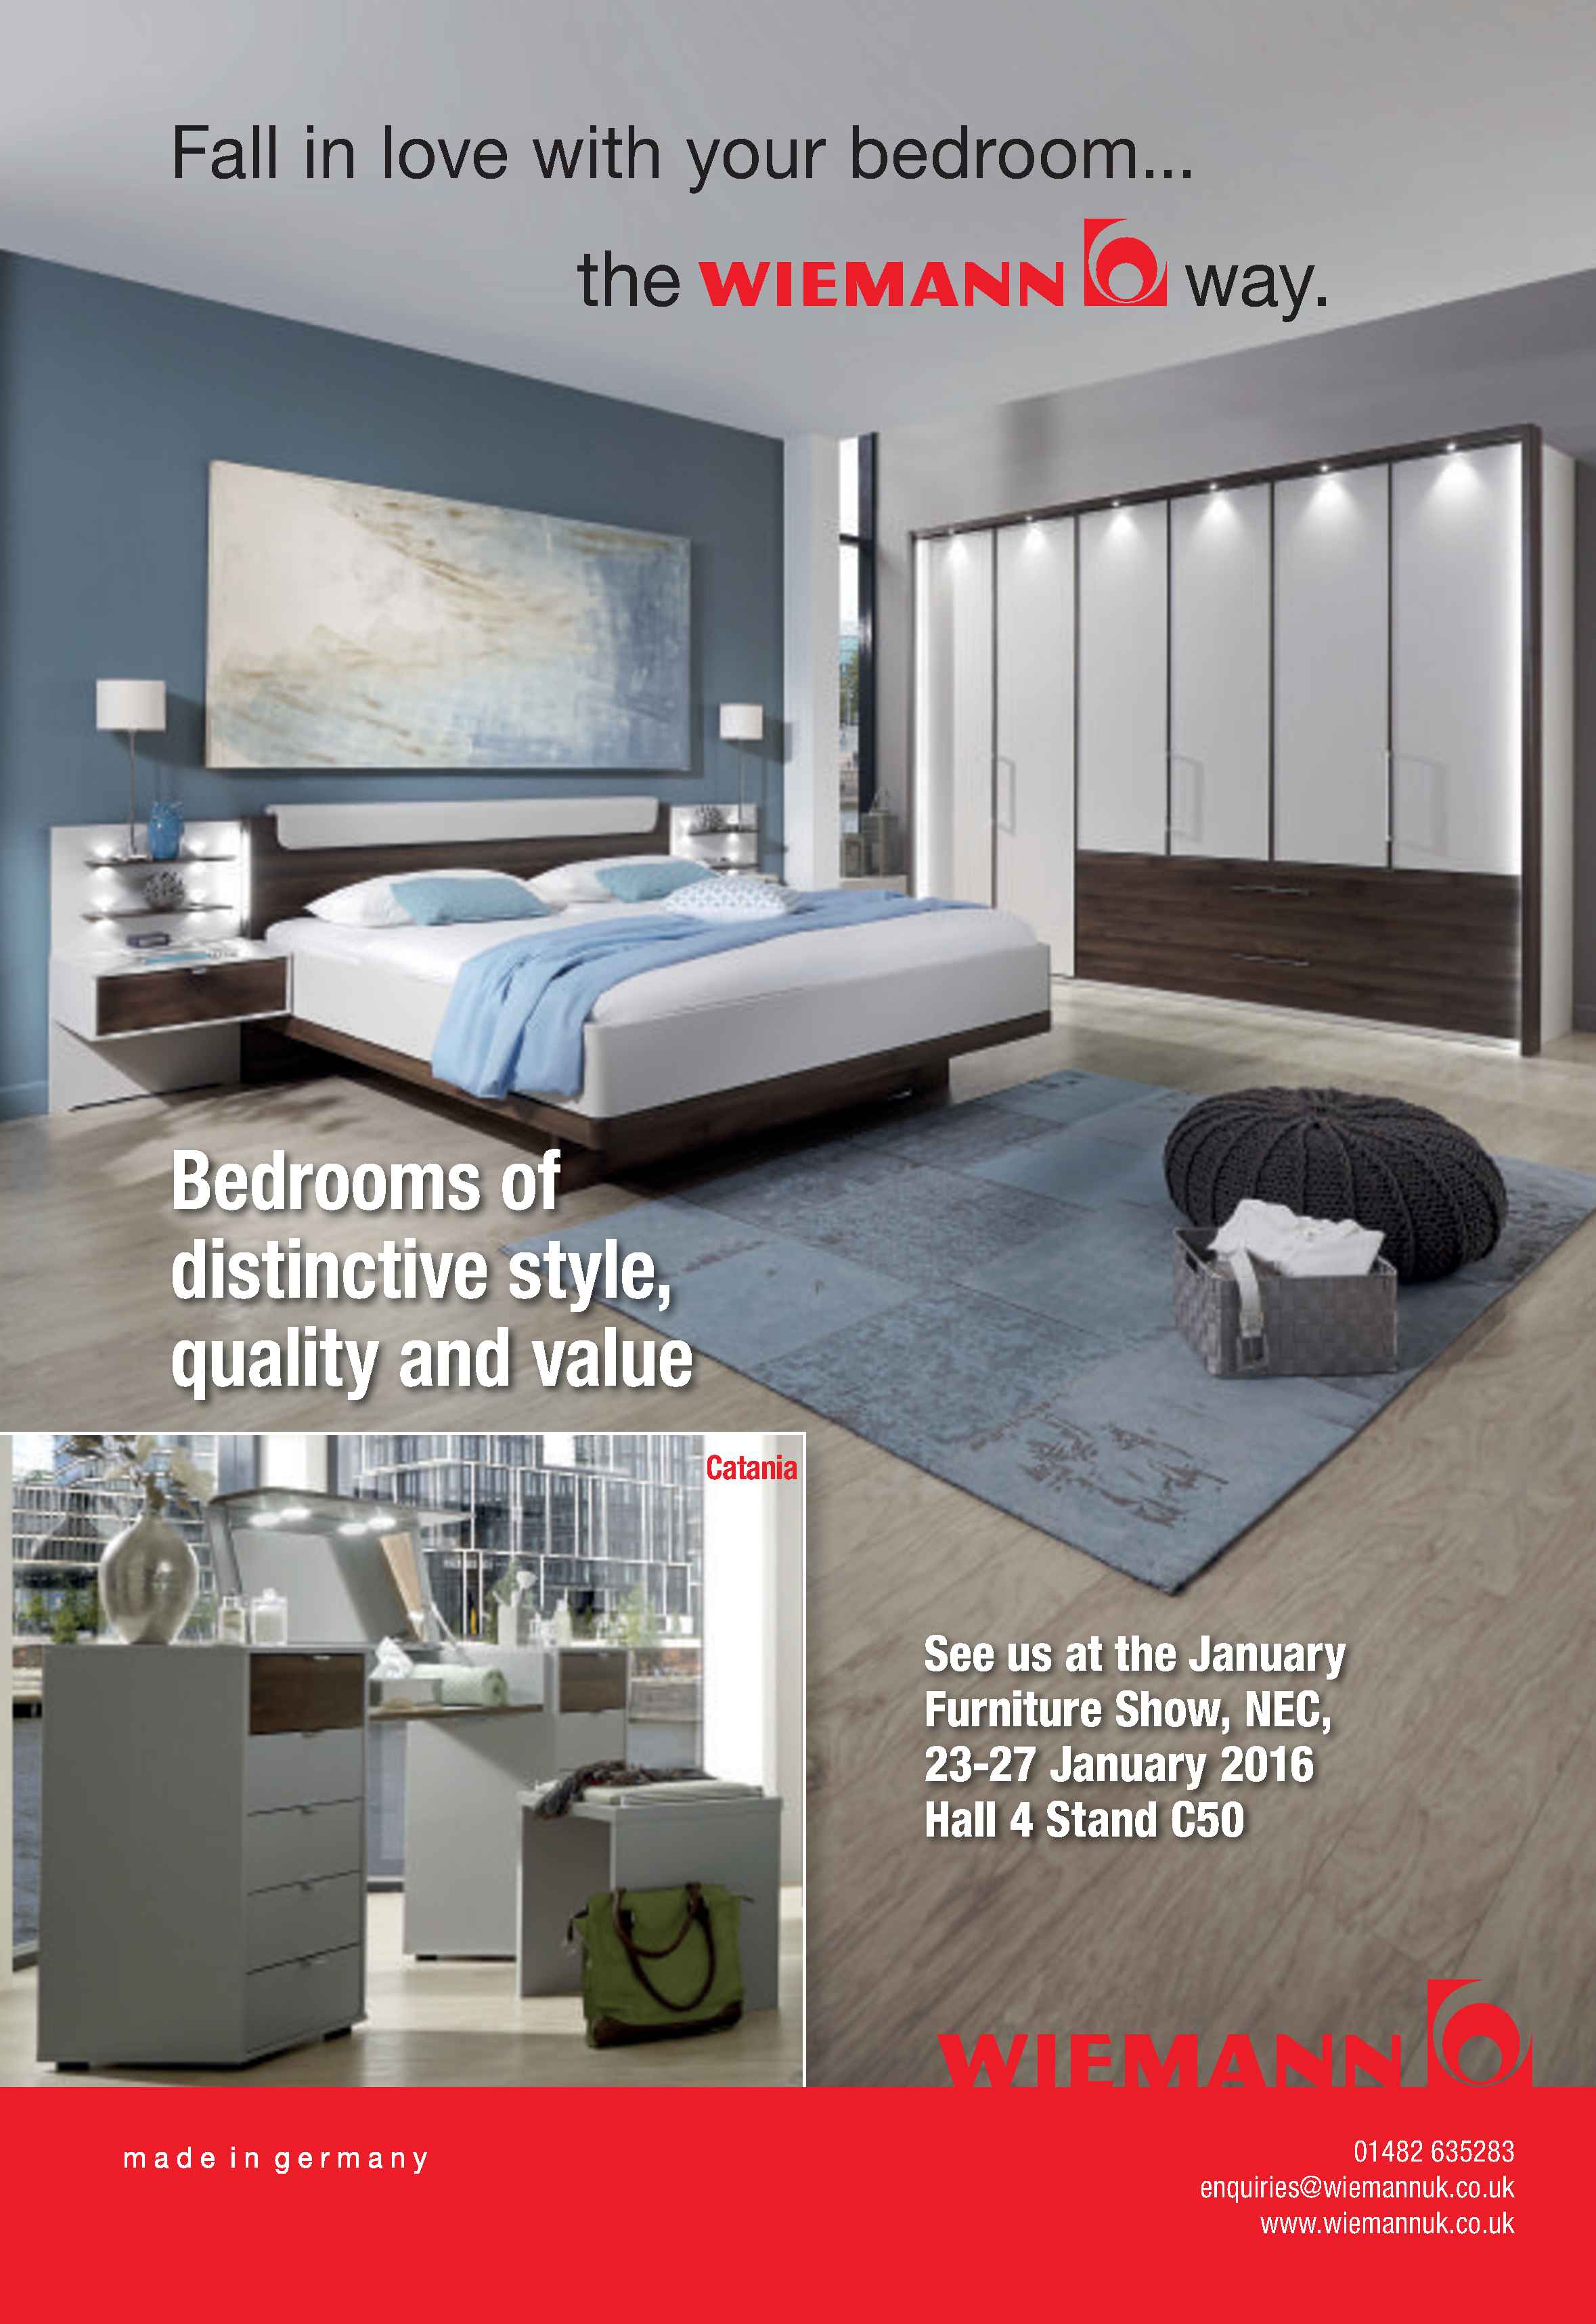 Fall in love with your bedroom...
the WIEMANN way.
Bedrooms of
distinctive style,
quality and value
Catania
See us at the January
Furniture Show, NEC,
23-27 January 2016
Hall 4 Stand C50
WIEMANN
made in germany
01482 635283
enquiries@wiemannuk.co.uk
www.wiemannuk.co.uk